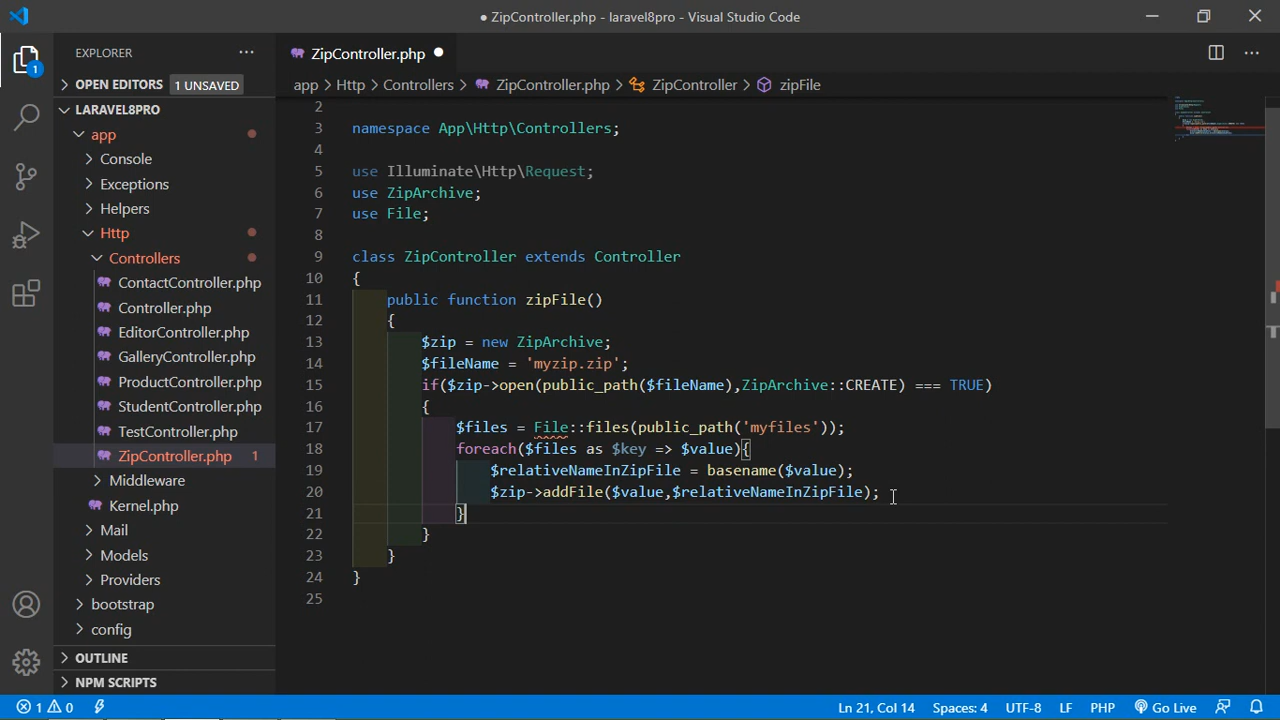 ● ZipController.php - laravel8pro - Visual Studio Code
EXPLORER
ZipController.php
OPEN EDITORS 1 UNSAVED
app > Http > Controllers > ZipController.php > ZipController > zipFile
LARAVEL8PRO
app
Console
Exceptions
Helpers
Http
Controllers
ContactController.php
Controller.php
EditorController.php
GalleryController.php
ProductController.php
StudentController.php
TestController.php
ZipController.php 1
Middleware
Kernel.php
Mail
Models
Providers
bootstrap
config
OUTLINE
NPM SCRIPTS
1
2
3 namespace App\Http\Controllers;
4
5 use Illuminate\Http\Request;
6 use ZipArchive;
7 use File;
8
9 class ZipController extends Controller
10 {
11 public function zipFile()
12 {
13 $zip = new ZipArchive;
14 $fileName = 'myzip.zip';
15 if($zip->open(public_path($fileName),ZipArchive::CREATE) === TRUE)
16 {
17 $files = File::files(public_path('myfiles'));
18 foreach($files as $key => $value){
19 $relativeNameInZipFile = basename($value);
20 $zip->addFile($value,$relativeNameInZipFile);
21 }
22 }
23 }
24 }
25
1 0
Ln 21, Col 14 Spaces: 4 UTF-8 LF PHP Go Live